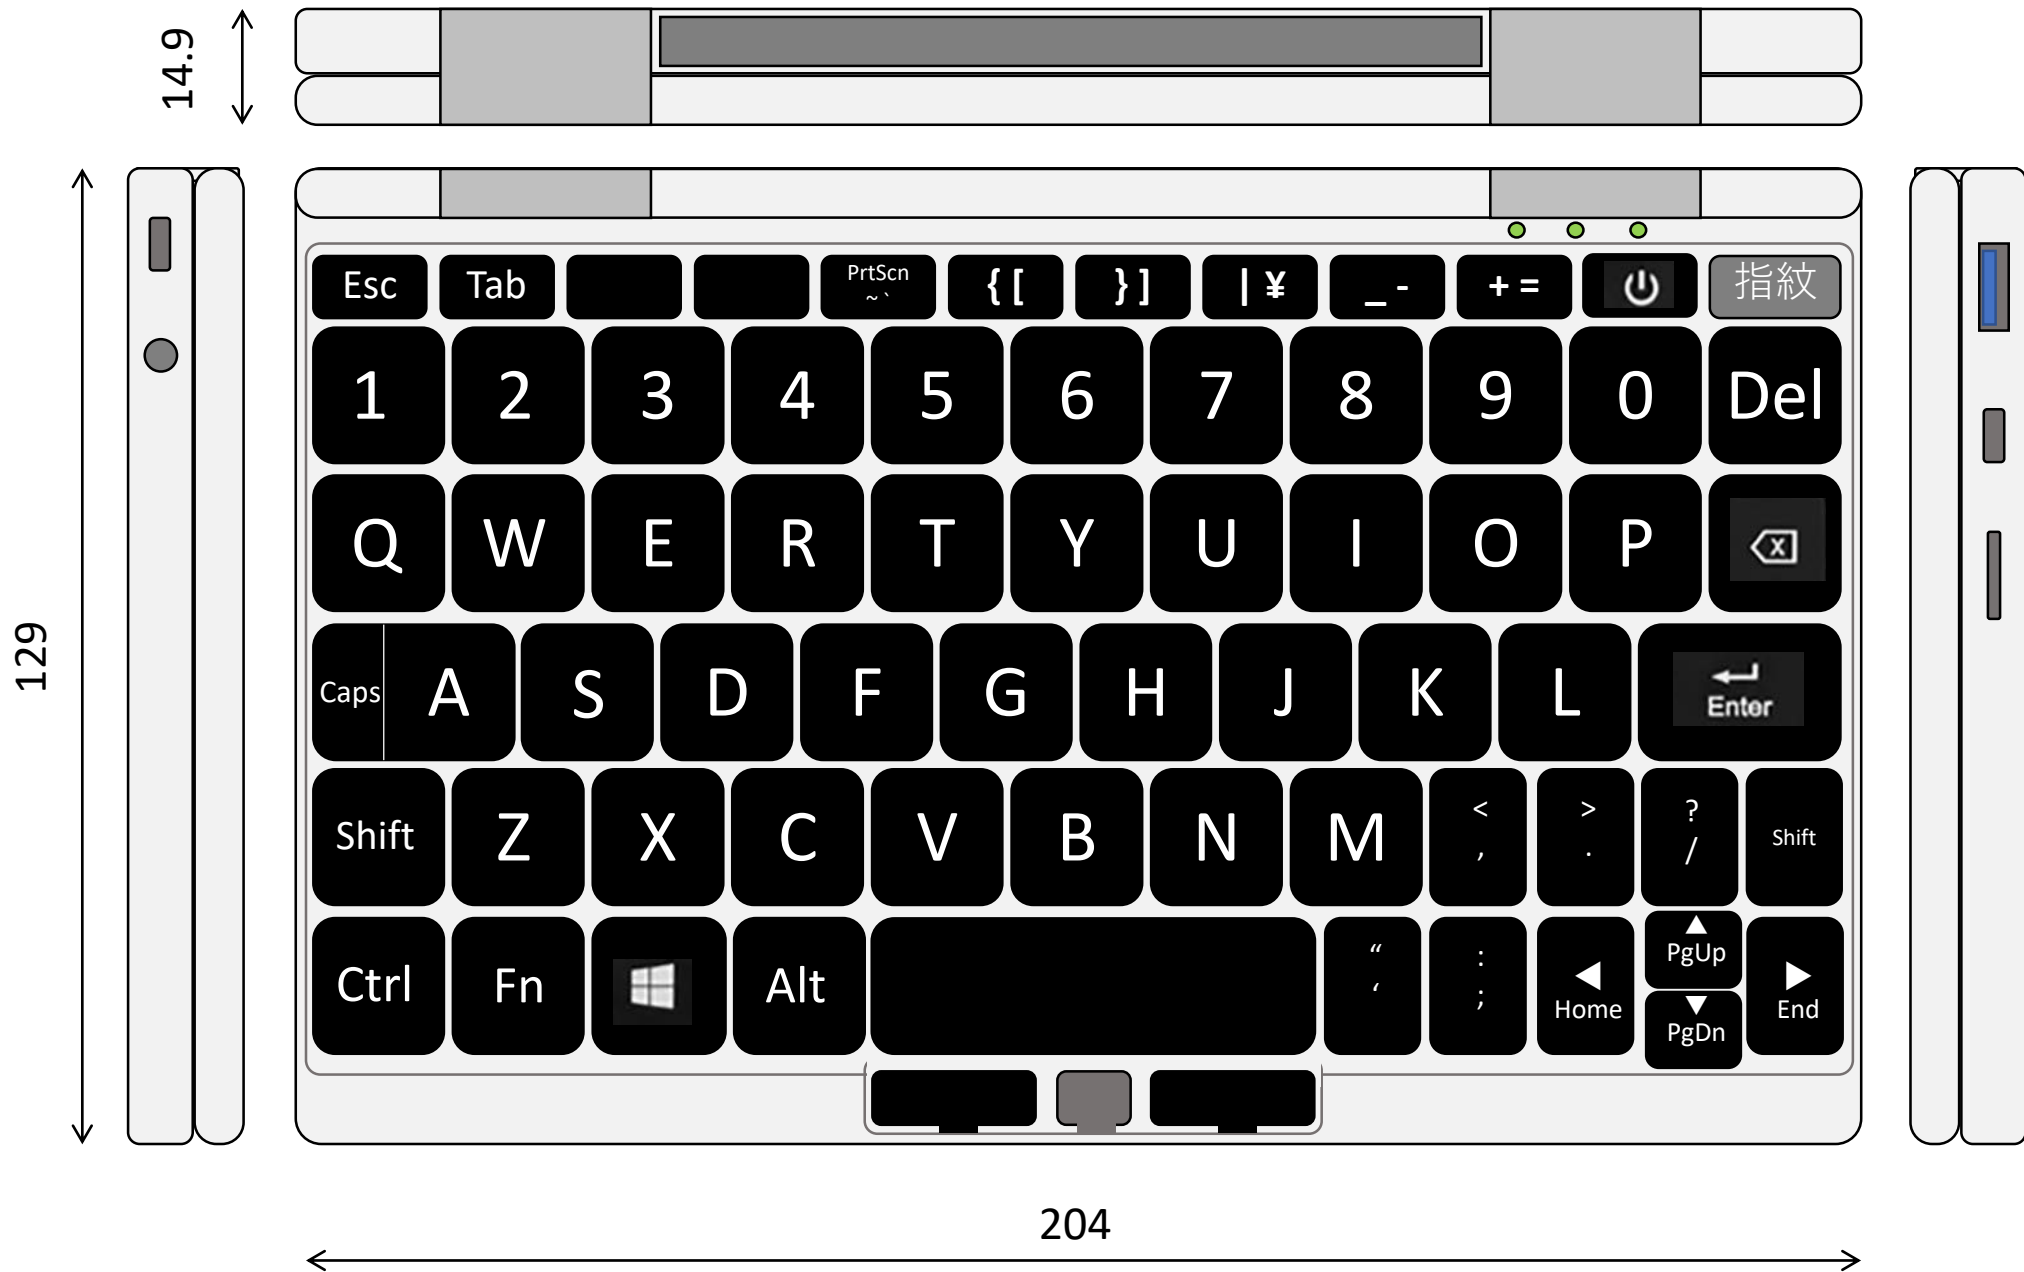 14.9
129
Esc Tab PrtScn { [ } ] | ¥ _ - + = 指紋
~ `
1 2 3 4 5 6 7 8 9 0 Del
Q W E R T Y U I O P x
Caps A S D F G H J K L Enter
Shift Z X C V B N M < > ? Shift
, . /
Ctrl Fn Alt “ : PgUp
‘ ; Home PgDn End
204